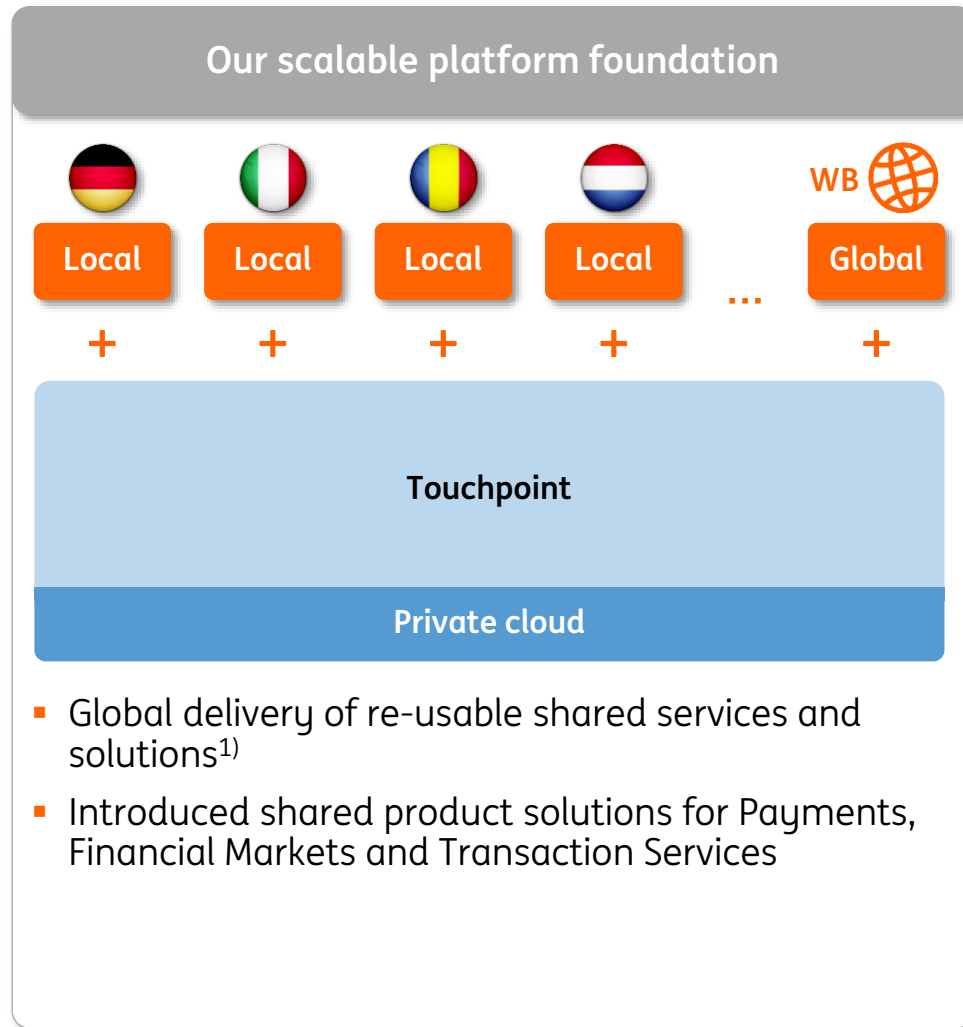 Our scalable platform foundation
WB
Local Local Local Local ... Global
+ + + + +
Touchpoint
Private cloud
▪ Global delivery of re-usable shared services and
solutions1)
▪ Introduced shared product solutions for Payments,
Financial Markets and Transaction Services